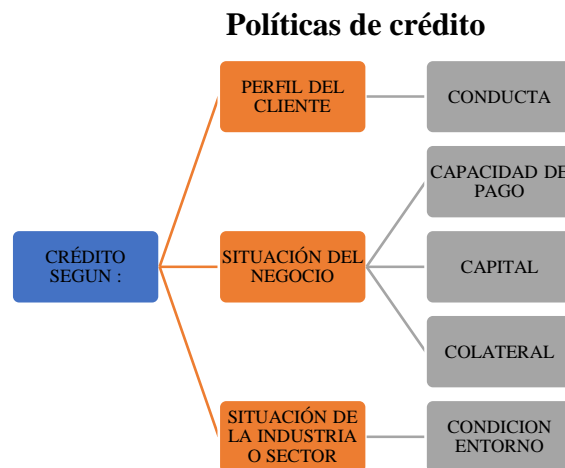 Políticas de crédito
PERFIL DEL
CLIENTE
CONDUCTA
CRÉDITO
SEGUN :
SITUACIÓN DEL
NEGOCIO
CAPACIDAD DE
PAGO
CAPITAL
COLATERAL
SITUACIÓN DE
LA INDUSTRIA
O SECTOR
CONDICION
ENTORNO